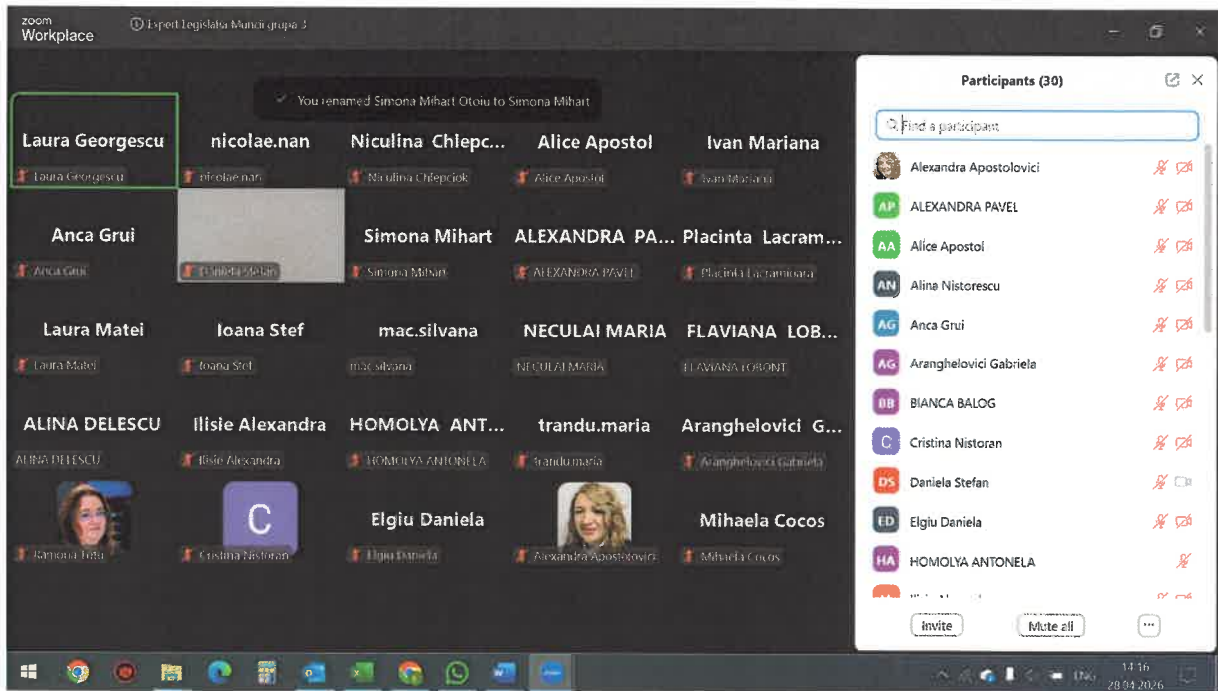 zoom
Workplace
Expert Legislatia Muncii grupa 3
You renamed Simona Mihart Otoiu to Simona Mihart
Laura Georgescu
nicolae.nan
Niculina Chlepc...
Alice Apostol
Ivan Mariana
Laura Georgescu
nicolae.nan
Niculina Chlepciok
Alice Apostol
Ivan Mariana
Anca Grui
Simona Mihart
ALEXANDRA PA...
Placinta Lacram...
Anca Grui
Daniela Stefan
Simona Mihart
ALEXANDRA PAVEL
Placinta Lacramioara
Laura Matei
Ioana Stef
mac.silvana
NECULAI MARIA
FLAVIANA LOB...
Laura Matei
Ioana Stef
mac.silvana
NECULAI MARIA
FLAVIANA LOBONT
ALINA DELESCU
Ilisie Alexandra
HOMOLYA ANT...
trandu.maria
Aranghelovici G...
ALINA DELESCU
Ilisie Alexandra
HOMOLYA ANTONELA
trandu.maria
Aranghelovici Gabriela
C
Elgiu Daniela
Mihaela Cocos
Ramona Tutu
Cristina Nistoran
Elgiu Daniela
Alexandra Apostolovici
Mihaela Cocos
Participants (30)
Find a participant
Alexandra Apostolovici
AP ALEXANDRA PAVEL
AA Alice Apostol
AN Alina Nistorescu
AG Anca Grui
AG Aranghelovici Gabriela
BB BIANCA BALOG
C Cristina Nistoran
DS Daniela Stefan
ED Elgiu Daniela
HA HOMOLYA ANTONELA
Invite
Mute all
ENG
14:16
28.04.2026